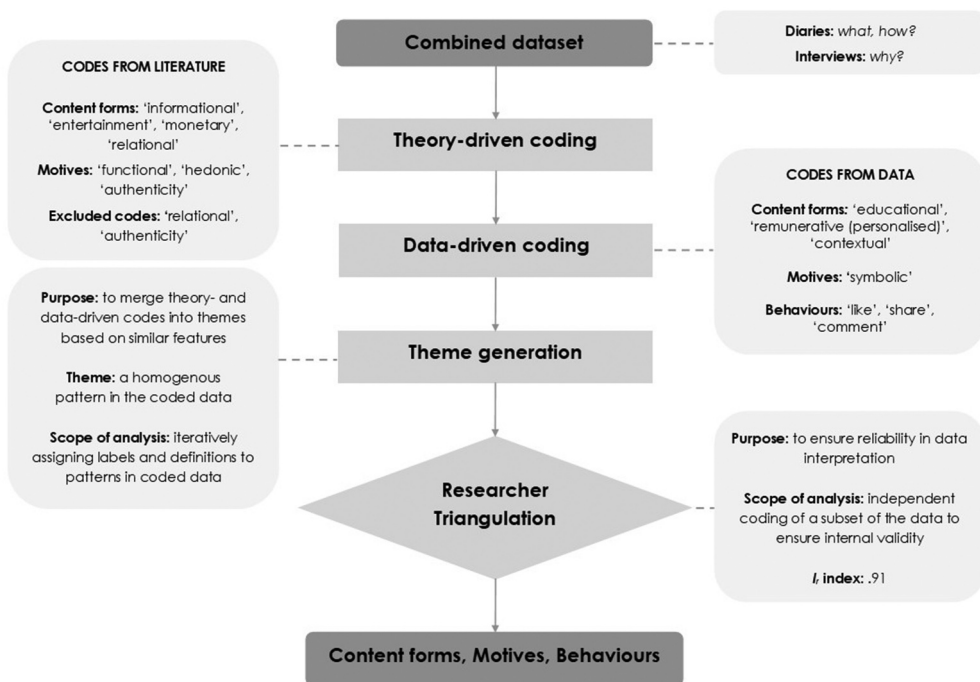 Combined dataset
Diaries: what, how?
Interviews: why?
CODES FROM LITERATURE
Content forms: ‘informational’,
‘entertainment’, ‘monetary’,
‘relational’
Motives: ‘functional’, ‘hedonic’,
‘authenticity’
Excluded codes: ‘relational’,
‘authenticity’
Theory-driven coding
CODES FROM DATA
Content forms: ‘educational’,
‘remunerative (personalised)’,
‘contextual’
Motives: ‘symbolic’
Behaviours: ‘like’, ‘share’,
‘comment’
Data-driven coding
Purpose: to merge theory- and
data-driven codes into themes
based on similar features
Theme: a homogenous
pattern in the coded data
Scope of analysis: iteratively
assigning labels and definitions to
patterns in coded data
Theme generation
Purpose: to ensure reliability in data
interpretation
Scope of analysis: independent
coding of a subset of the data to
ensure internal validity
Ir index: .91
Researcher
Triangulation
Content forms, Motives, Behaviours